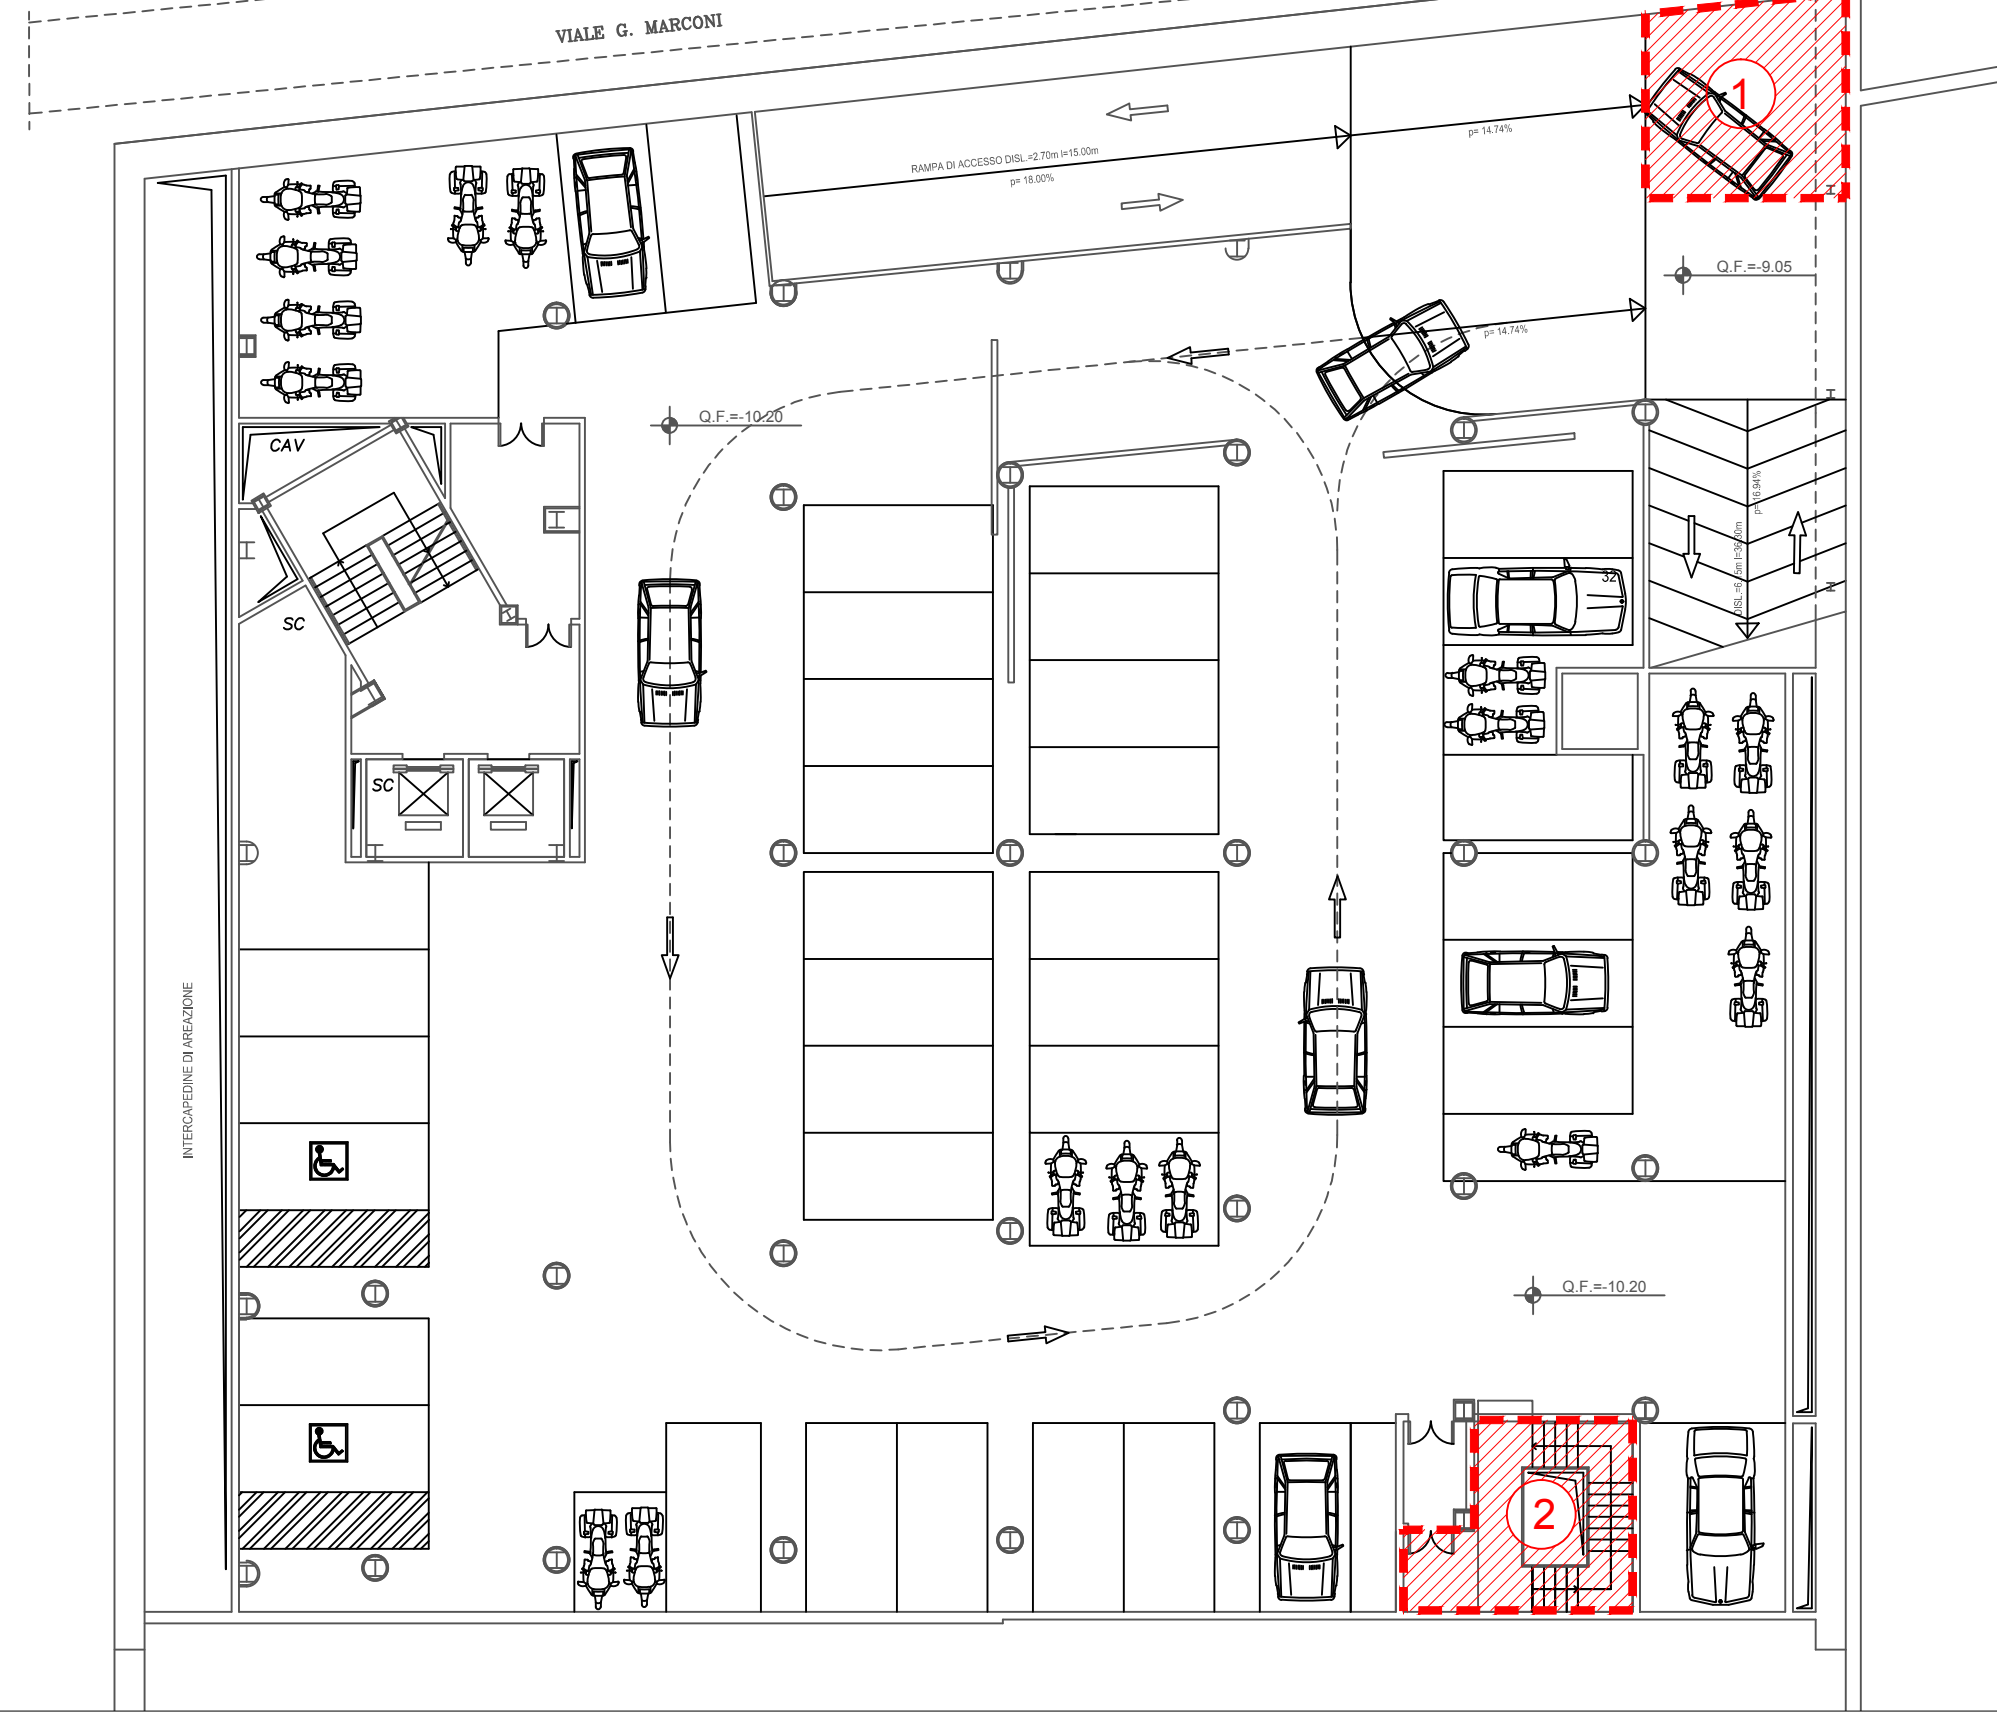 VIALE G. MARCONI
1
RAMPA DI ACCESSO DISL.=2.70m l=15.00m
p= 18.00%
p= 14.74%
Q.F.=-9.05
p= 14.74%
Q.F.=-10.20
CAV
p=16.94%
32
SC
SC
INTERCAPEDINE DI AREAZIONE
Q.F.=-10.20
2